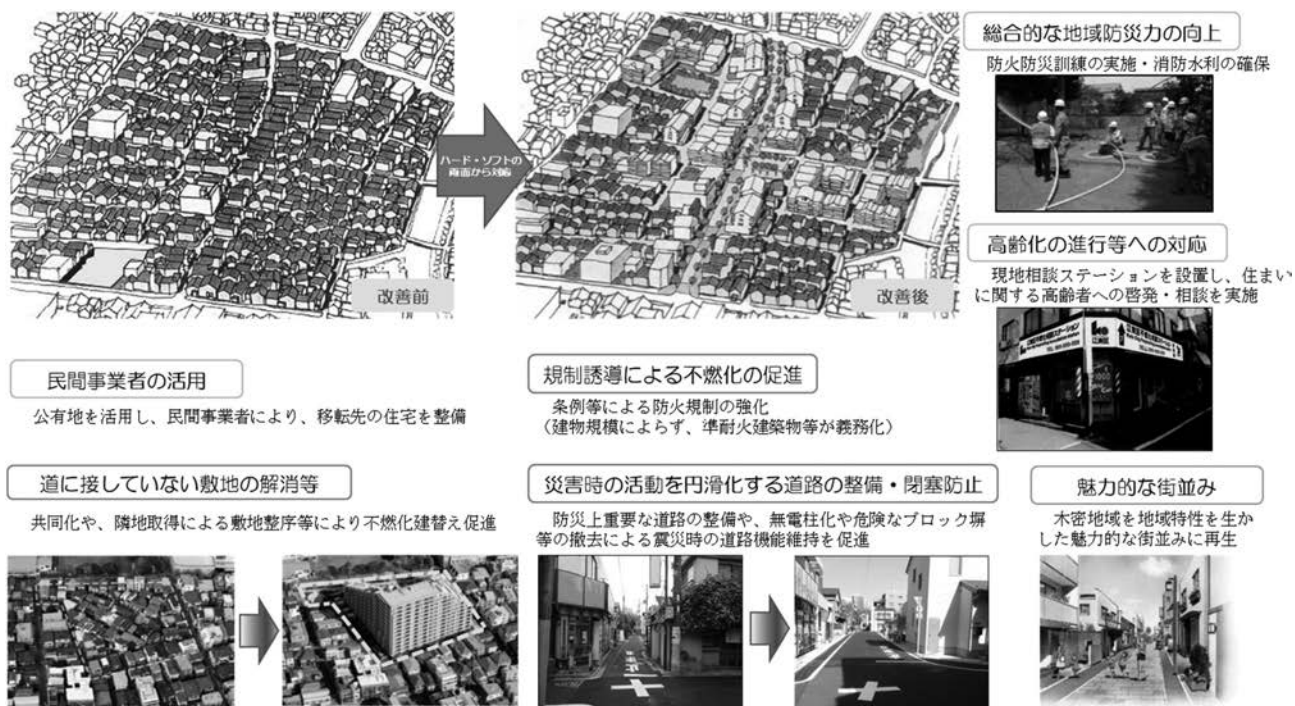 総合的な地域防災力の向上
防火防災訓練の実施・消防水利の確保
ハード・ソフトの
両面から対応
改善前
改善後
高齢化の進行等への対応
現地相談ステーションを設置し、住まい
に関する高齢者への啓発・相談を実施
民間事業者の活用
公有地を活用し、民間事業者により、移転先の住宅を整備
規制誘導による不燃化の促進
条例等による防火規制の強化
（建物規模によらず、準耐火建築物等が義務化）
道に接していない敷地の解消等
共同化や、隣地取得による敷地整序等により不燃化建替え促進
災害時の活動を円滑化する道路の整備・閉塞防止
防災上重要な道路の整備や、無電柱化や危険なブロック塀
等の撤去による震災時の道路機能維持を促進
魅力的な街並み
木密地域を地域特性を生か
した魅力的な街並みに再生